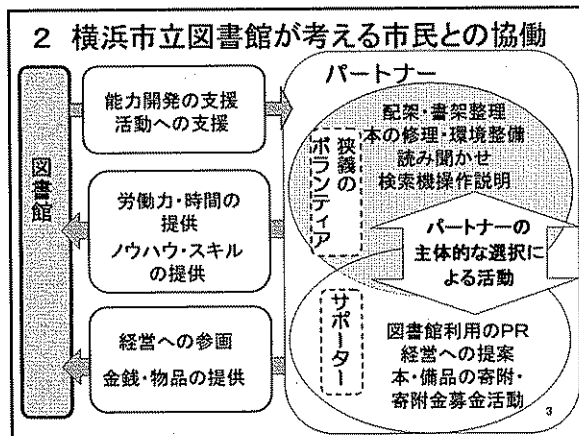 2 横浜市立図書館が考える市民との協働
図書館
能力開発の支援
活動への支援
労働力・時間の
提供
ノウハウ・スキル
の提供
経営への参画
金銭・物品の提供
パートナー
狭義の
ボランティア
配架・書架整理
本の修理・環境整備
読み聞かせ
検索機操作説明
パートナーの
主体的な選択に
よる活動
サポーター
図書館利用のPR
経営への提案
本・備品の寄附・
寄附金募金活動
3